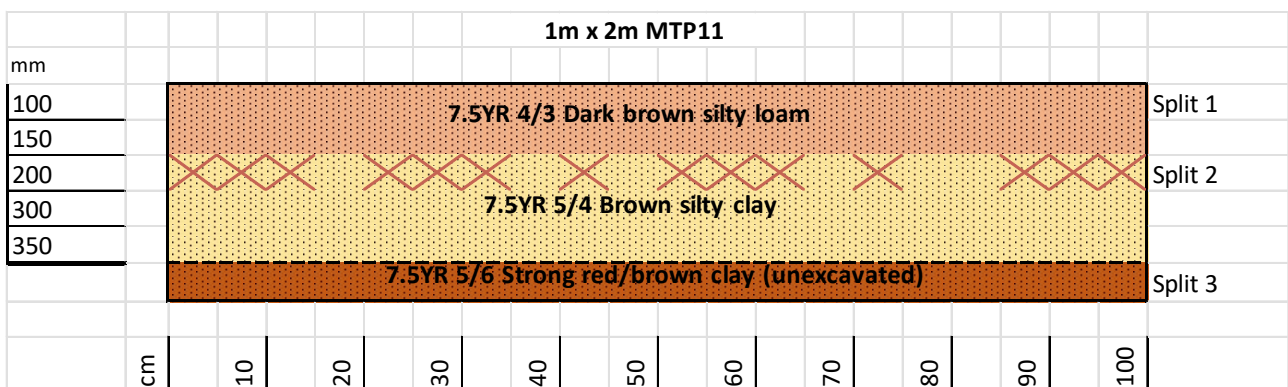 1m x 2m MTP11
mm
100
7.5YR 4/3 Dark brown silty loam
Split 1
150
200
Split 2
300
7.5YR 5/4 Brown silty clay
350
7.5YR 5/6 Strong red/brown clay (unexcavated)
Split 3
cm
10
20
30
40
50
60
70
80
90
100